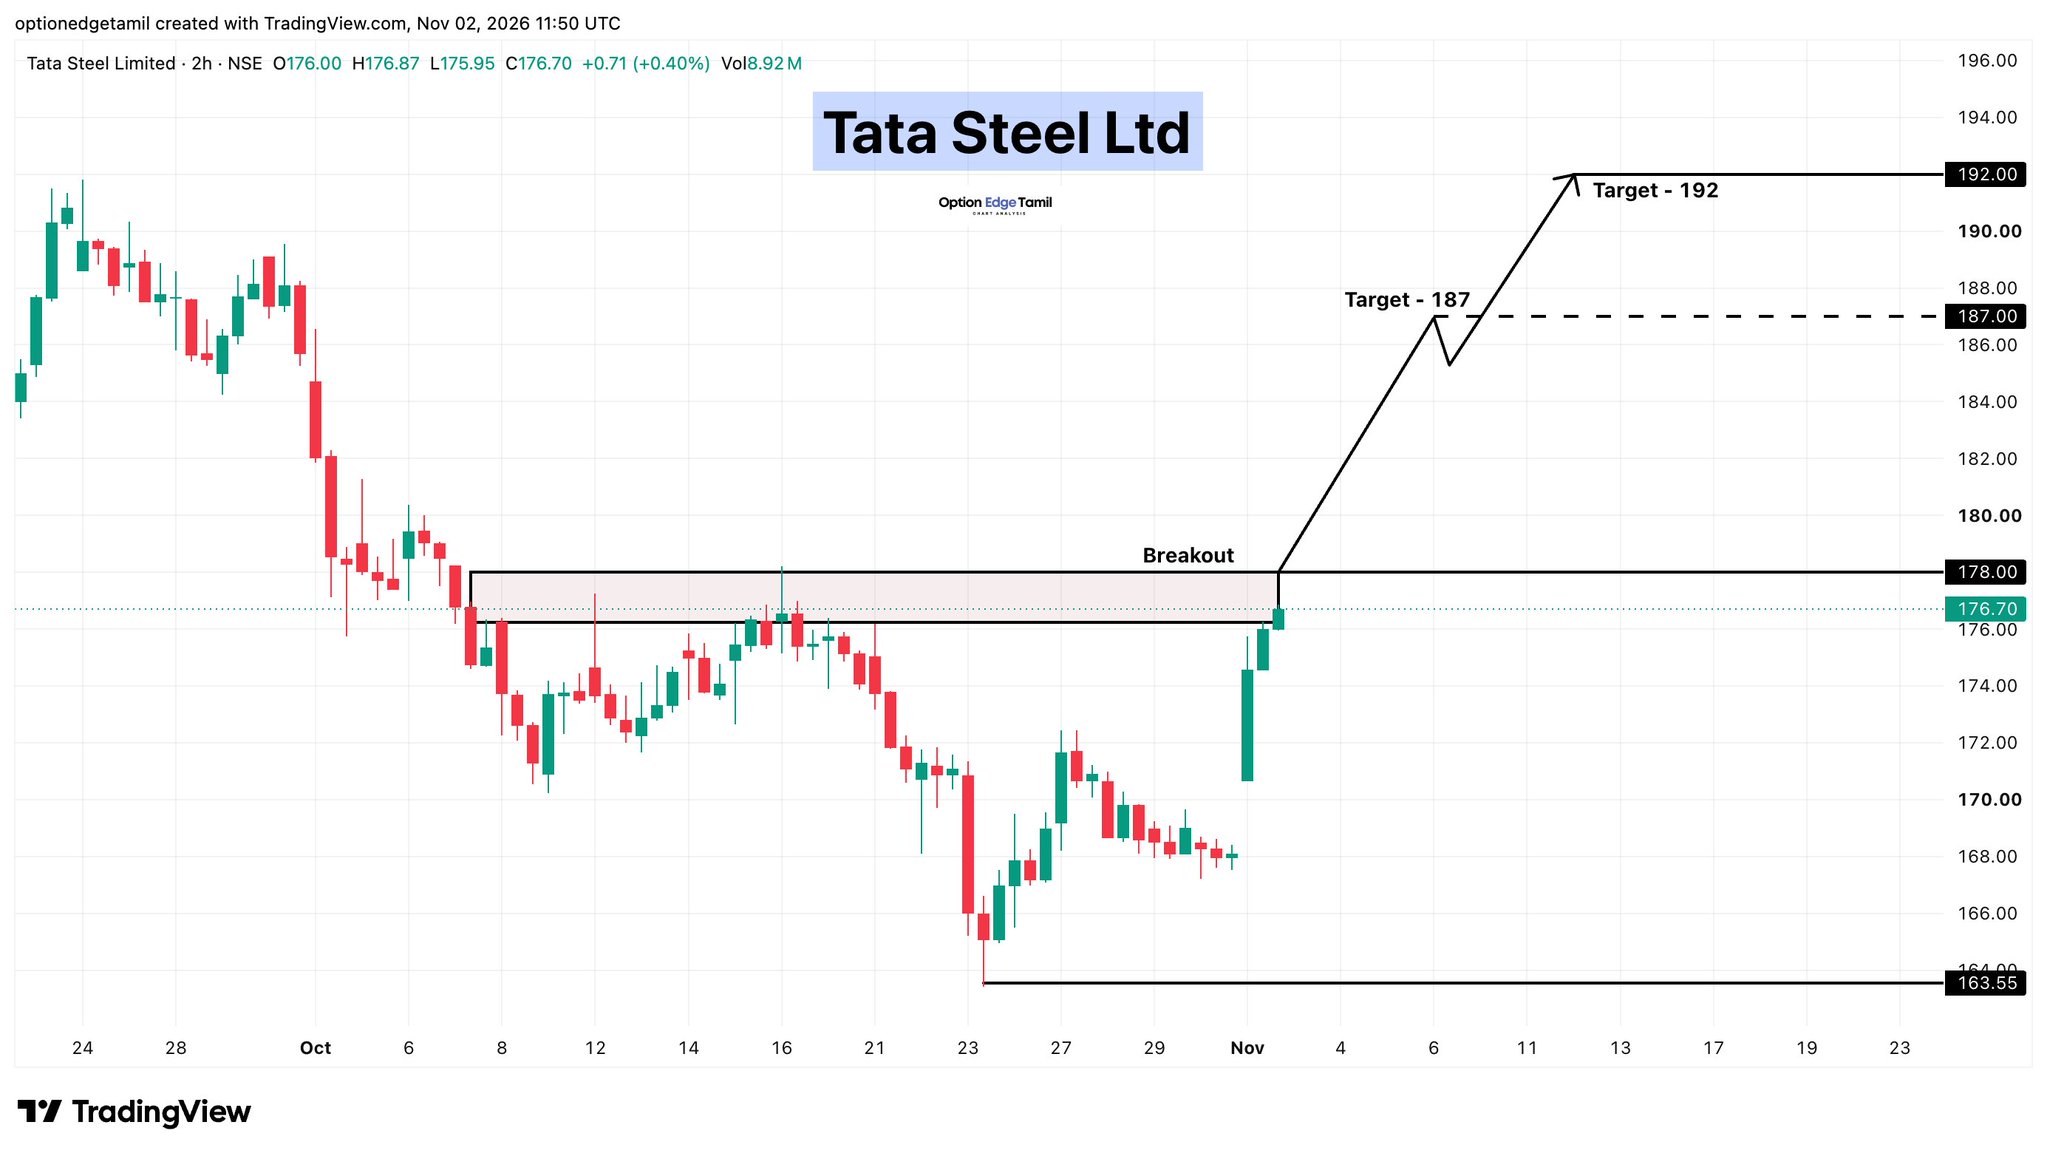 optionedgetamil created with TradingView.com, Nov 02, 2026 11:50 UTC
Tata Steel Limited · 2h · NSE O176.00 H176.87 L175.95 C176.70 +0.71 (+0.40%) Vol8.92 M
Tata Steel Ltd
Option Edge Tamil
CHART ANALYSIS
Target - 192
Target - 187
Breakout
196.00
194.00
192.00
190.00
188.00
187.00
186.00
184.00
182.00
180.00
178.00
176.70
176.00
174.00
172.00
170.00
168.00
166.00
164.00
163.55
24 28 Oct 6 8 12 14 16 21 23 27 29 Nov 4 6 11 13 17 19 23
TradingView